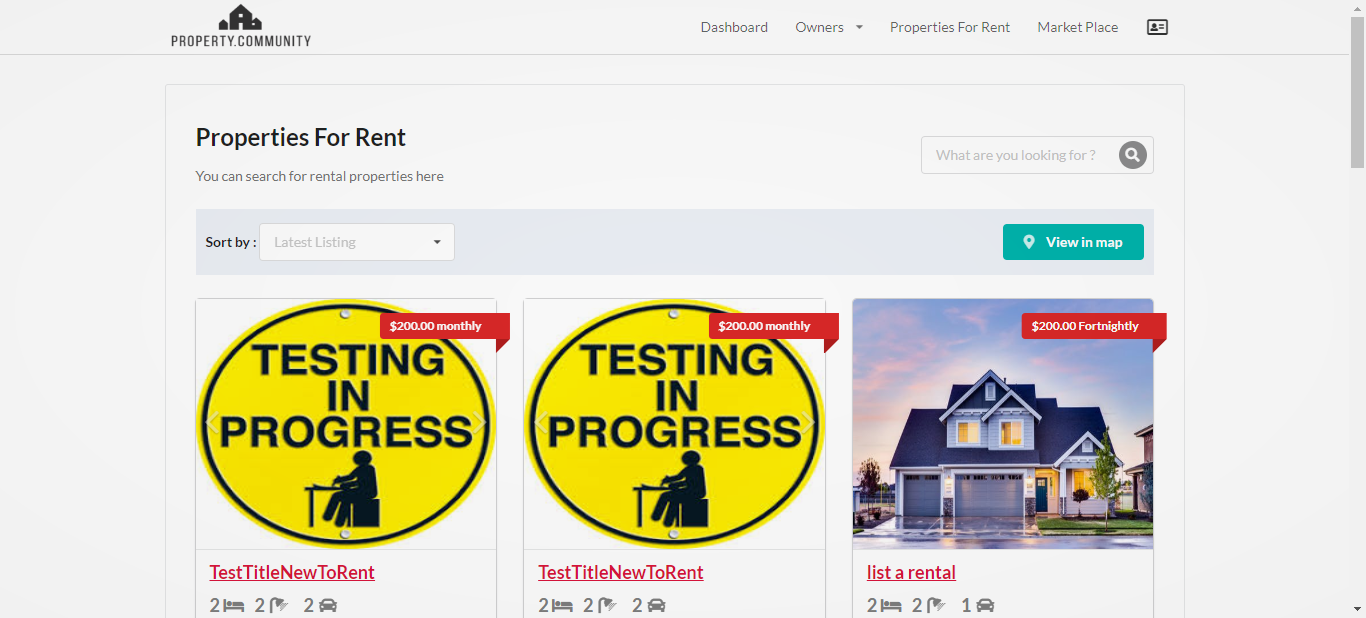 PROPERTY.COMMUNITY
Dashboard Owners Properties For Rent Market Place
Properties For Rent
What are you looking for ?
You can search for rental properties here
Sort by : Latest Listing View in map
$200.00 monthly $200.00 monthly $200.00 Fortnightly
TESTING IN PROGRESS
TESTING IN PROGRESS
TestTitleNewToRent TestTitleNewToRent list a rental
2 2 2 2 2 2 2 2 1